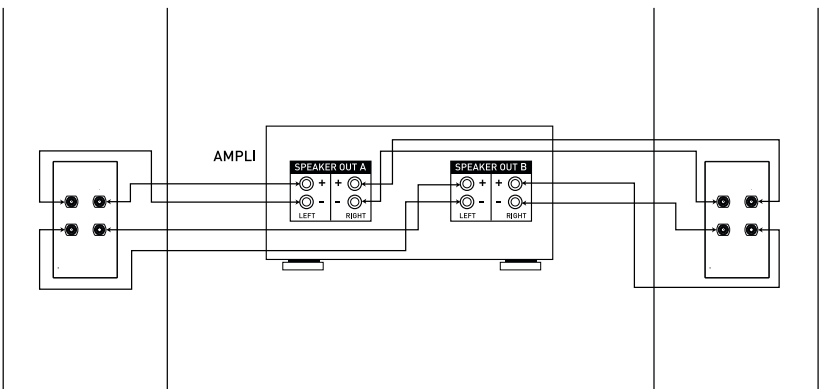 AMPLI
SPEAKER OUT A
+ + 
- -
LEFT RIGHT
SPEAKER OUT B
+ +
- -
LEFT RIGHT